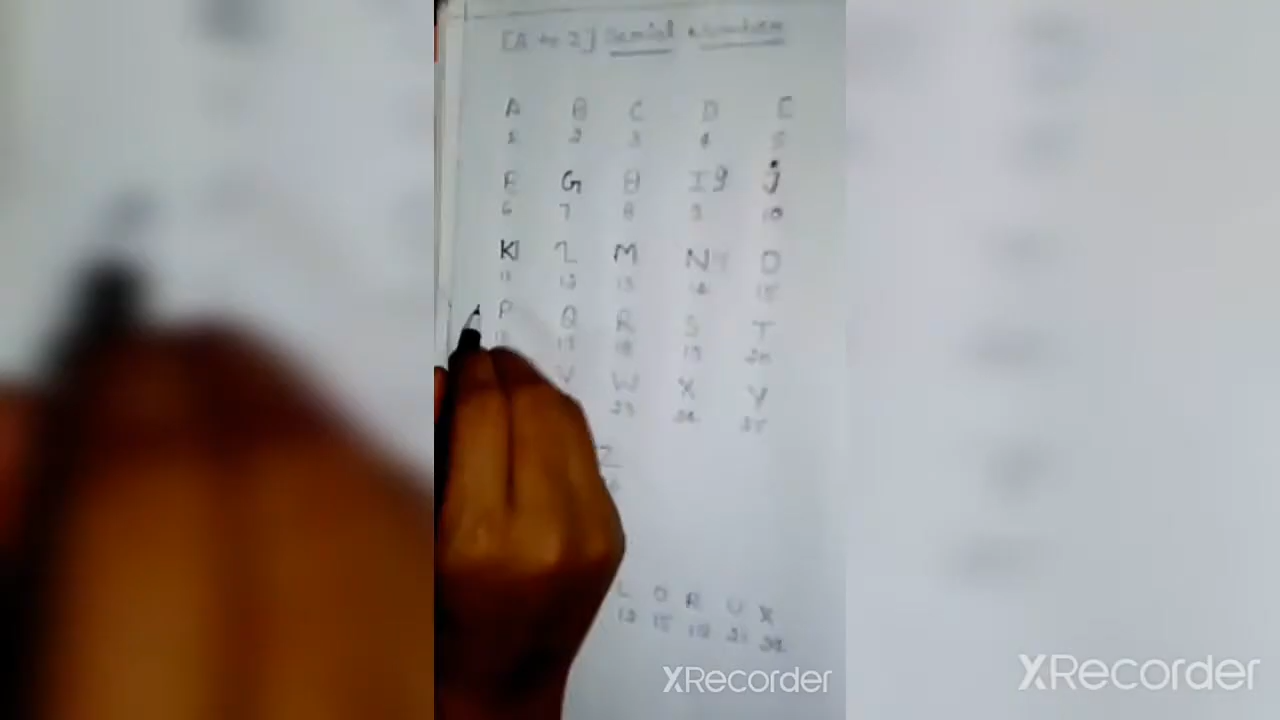 [A to Z] Serial Number
A B C D E
1 2 3 4 5
F G H I 9 J
6 7 8 9 10
K L M N O
11 12 13 14 15
P Q R S T
17 18 19 20
V W X Y
23 24 25
Z
L O R U X
12 15 18 21 24
XRecorder
XRecorder